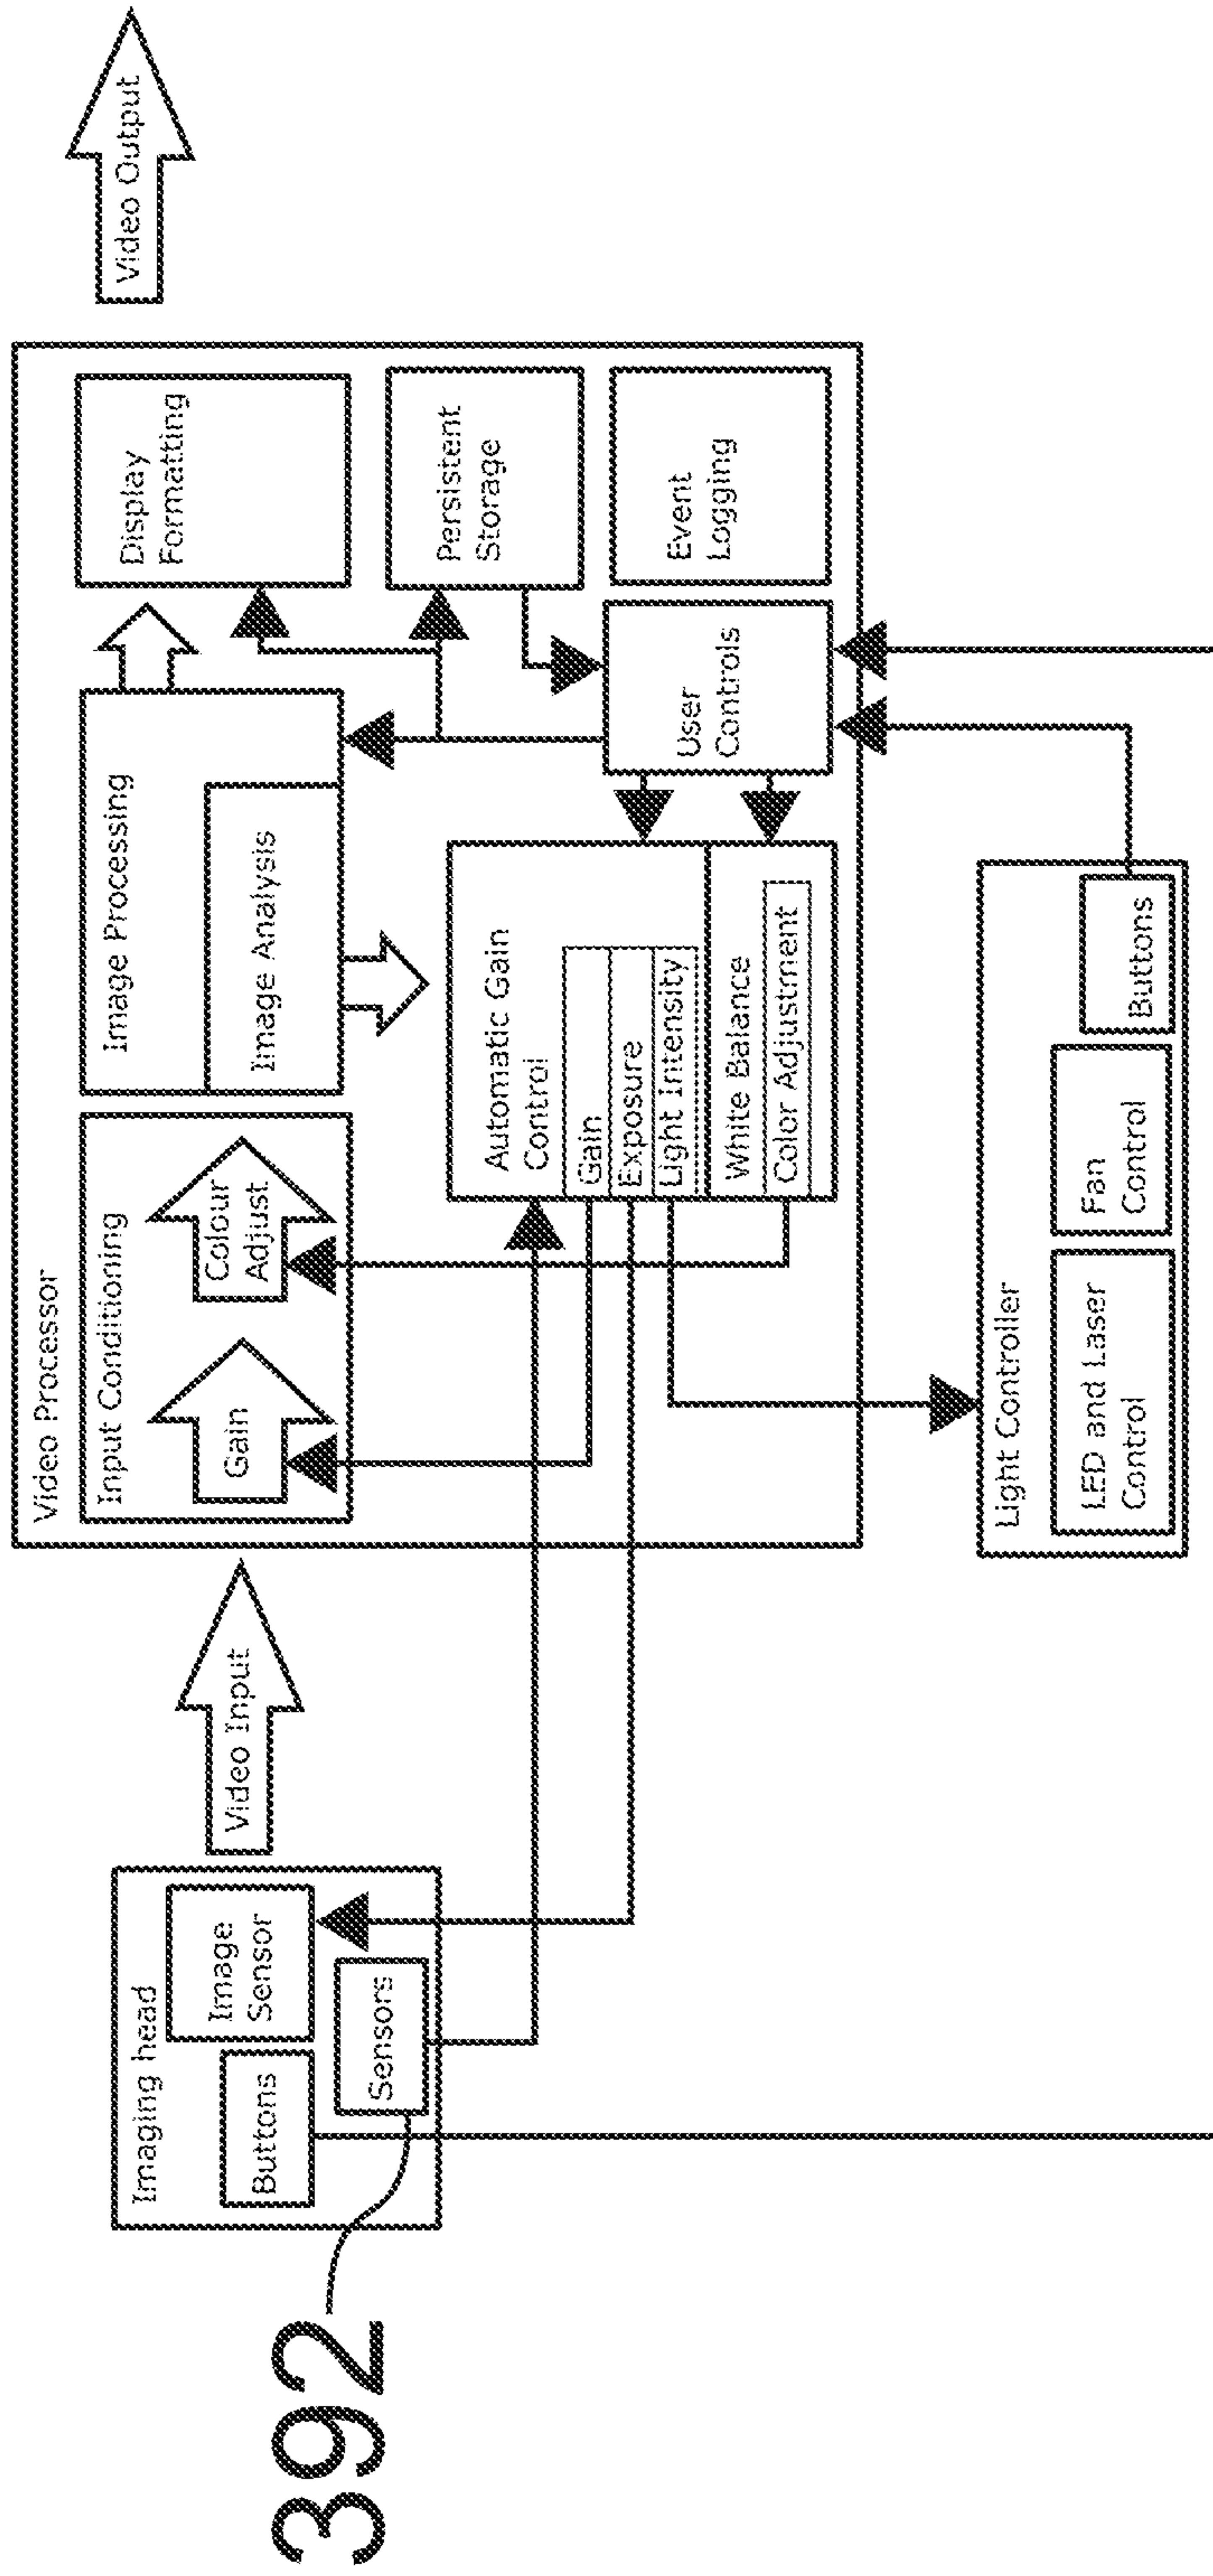 392
Imaging head
Buttons
Image
Sensor
Sensors
Video Input
Video Processor
Input Conditioning
Gain
Colour
Adjust
Image Processing
Image Analysis
Display
Formatting
Automatic Gain
Control
Gain
Exposure
Light Intensity
White Balance
Color Adjustment
User
Controls
Persistent
Storage
Event
Logging
Light Controller
LED and Laser
Control
Fan
Control
Buttons
Video Output